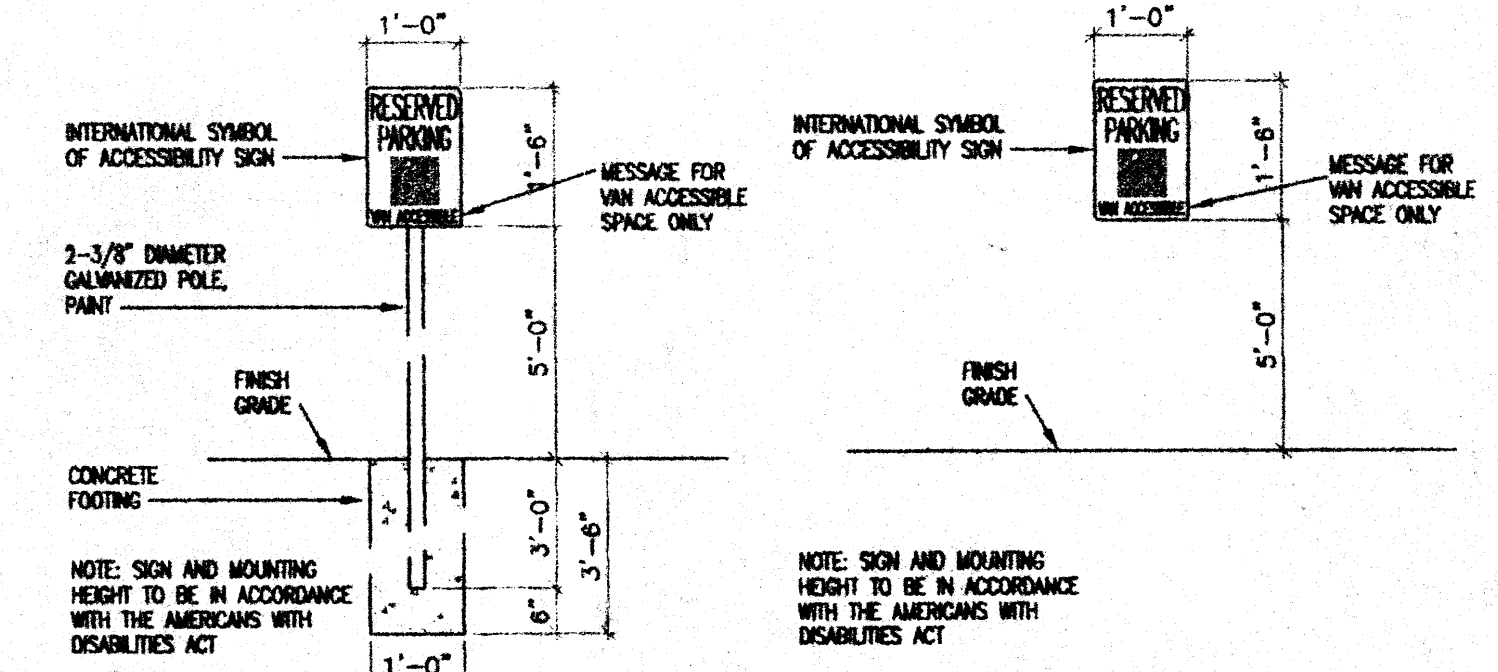 1'-0"
RESERVED
PARKING
VAN ACCESSIBLE
INTERNATIONAL SYMBOL
OF ACCESSIBILITY SIGN
1'-6"
MESSAGE FOR
VAN ACCESSIBLE
SPACE ONLY
2-3/8" DIAMETER
GALVANIZED POLE,
PAINT
5'-0"
FINISH
GRADE
CONCRETE
FOOTING
3'-0"
3'-6"
6"
NOTE: SIGN AND MOUNTING
HEIGHT TO BE IN ACCORDANCE
WITH THE AMERICANS WITH
DISABILITIES ACT
1'-0"
1'-0"
RESERVED
PARKING
VAN ACCESSIBLE
INTERNATIONAL SYMBOL
OF ACCESSIBILITY SIGN
1'-6"
MESSAGE FOR
VAN ACCESSIBLE
SPACE ONLY
5'-0"
FINISH
GRADE
NOTE: SIGN AND MOUNTING
HEIGHT TO BE IN ACCORDANCE
WITH THE AMERICANS WITH
DISABILITIES ACT